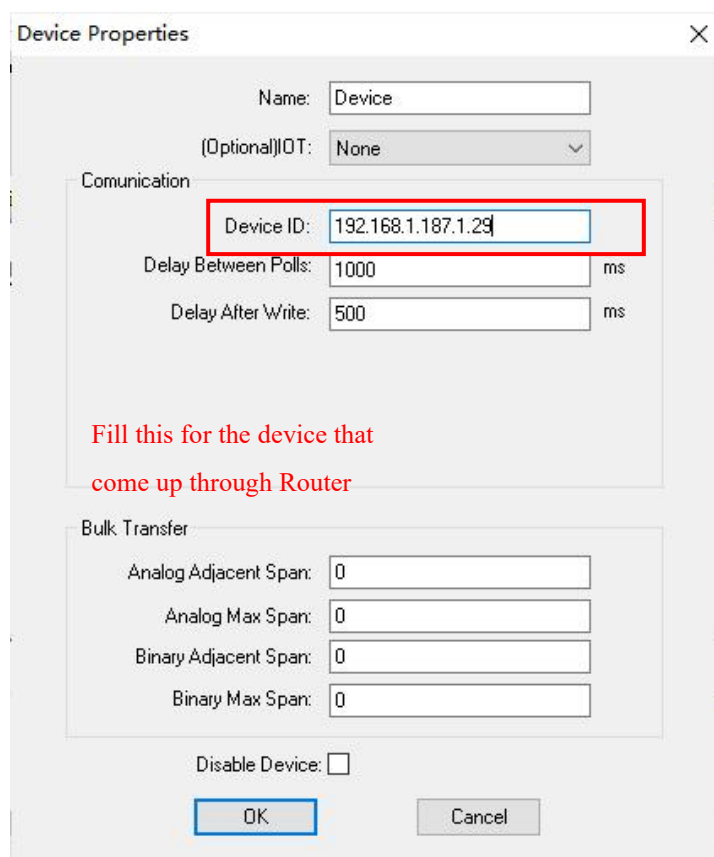 Device Properties
Name: Device
(Optional)IOT: None
Comunication
Device ID: 192.168.1.187.1.29
Delay Between Polls: 1000 ms
Delay After Write: 500 ms
Fill this for the device that
come up through Router
Bulk Transfer
Analog Adjacent Span: 0
Analog Max Span: 0
Binary Adjacent Span: 0
Binary Max Span: 0
Disable Device:
OK Cancel